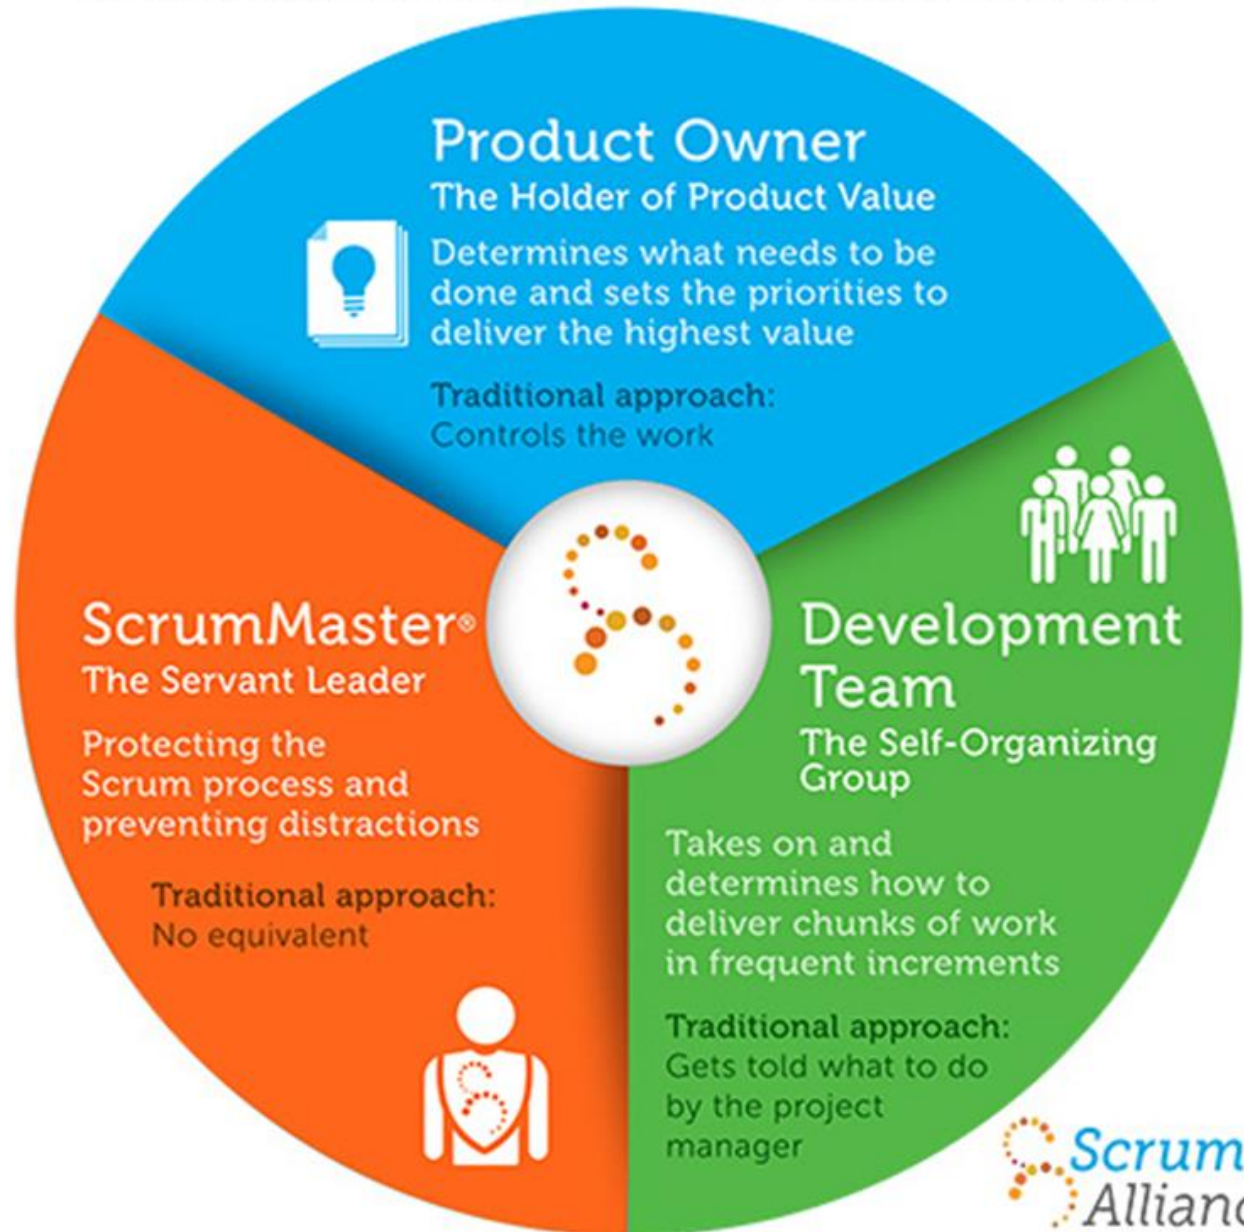 Product Owner
The Holder of Product Value
Determines what needs to be
done and sets the priorities to
deliver the highest value
Traditional approach:
Controls the work
ScrumMaster®
The Servant Leader
Protecting the
Scrum process and
preventing distractions
Traditional approach:
No equivalent
Development
Team
The Self-Organizing
Group
Takes on and
determines how to
deliver chunks of work
in frequent increments
Traditional approach:
Gets told what to do
by the project
manager
Scrum
Allianc